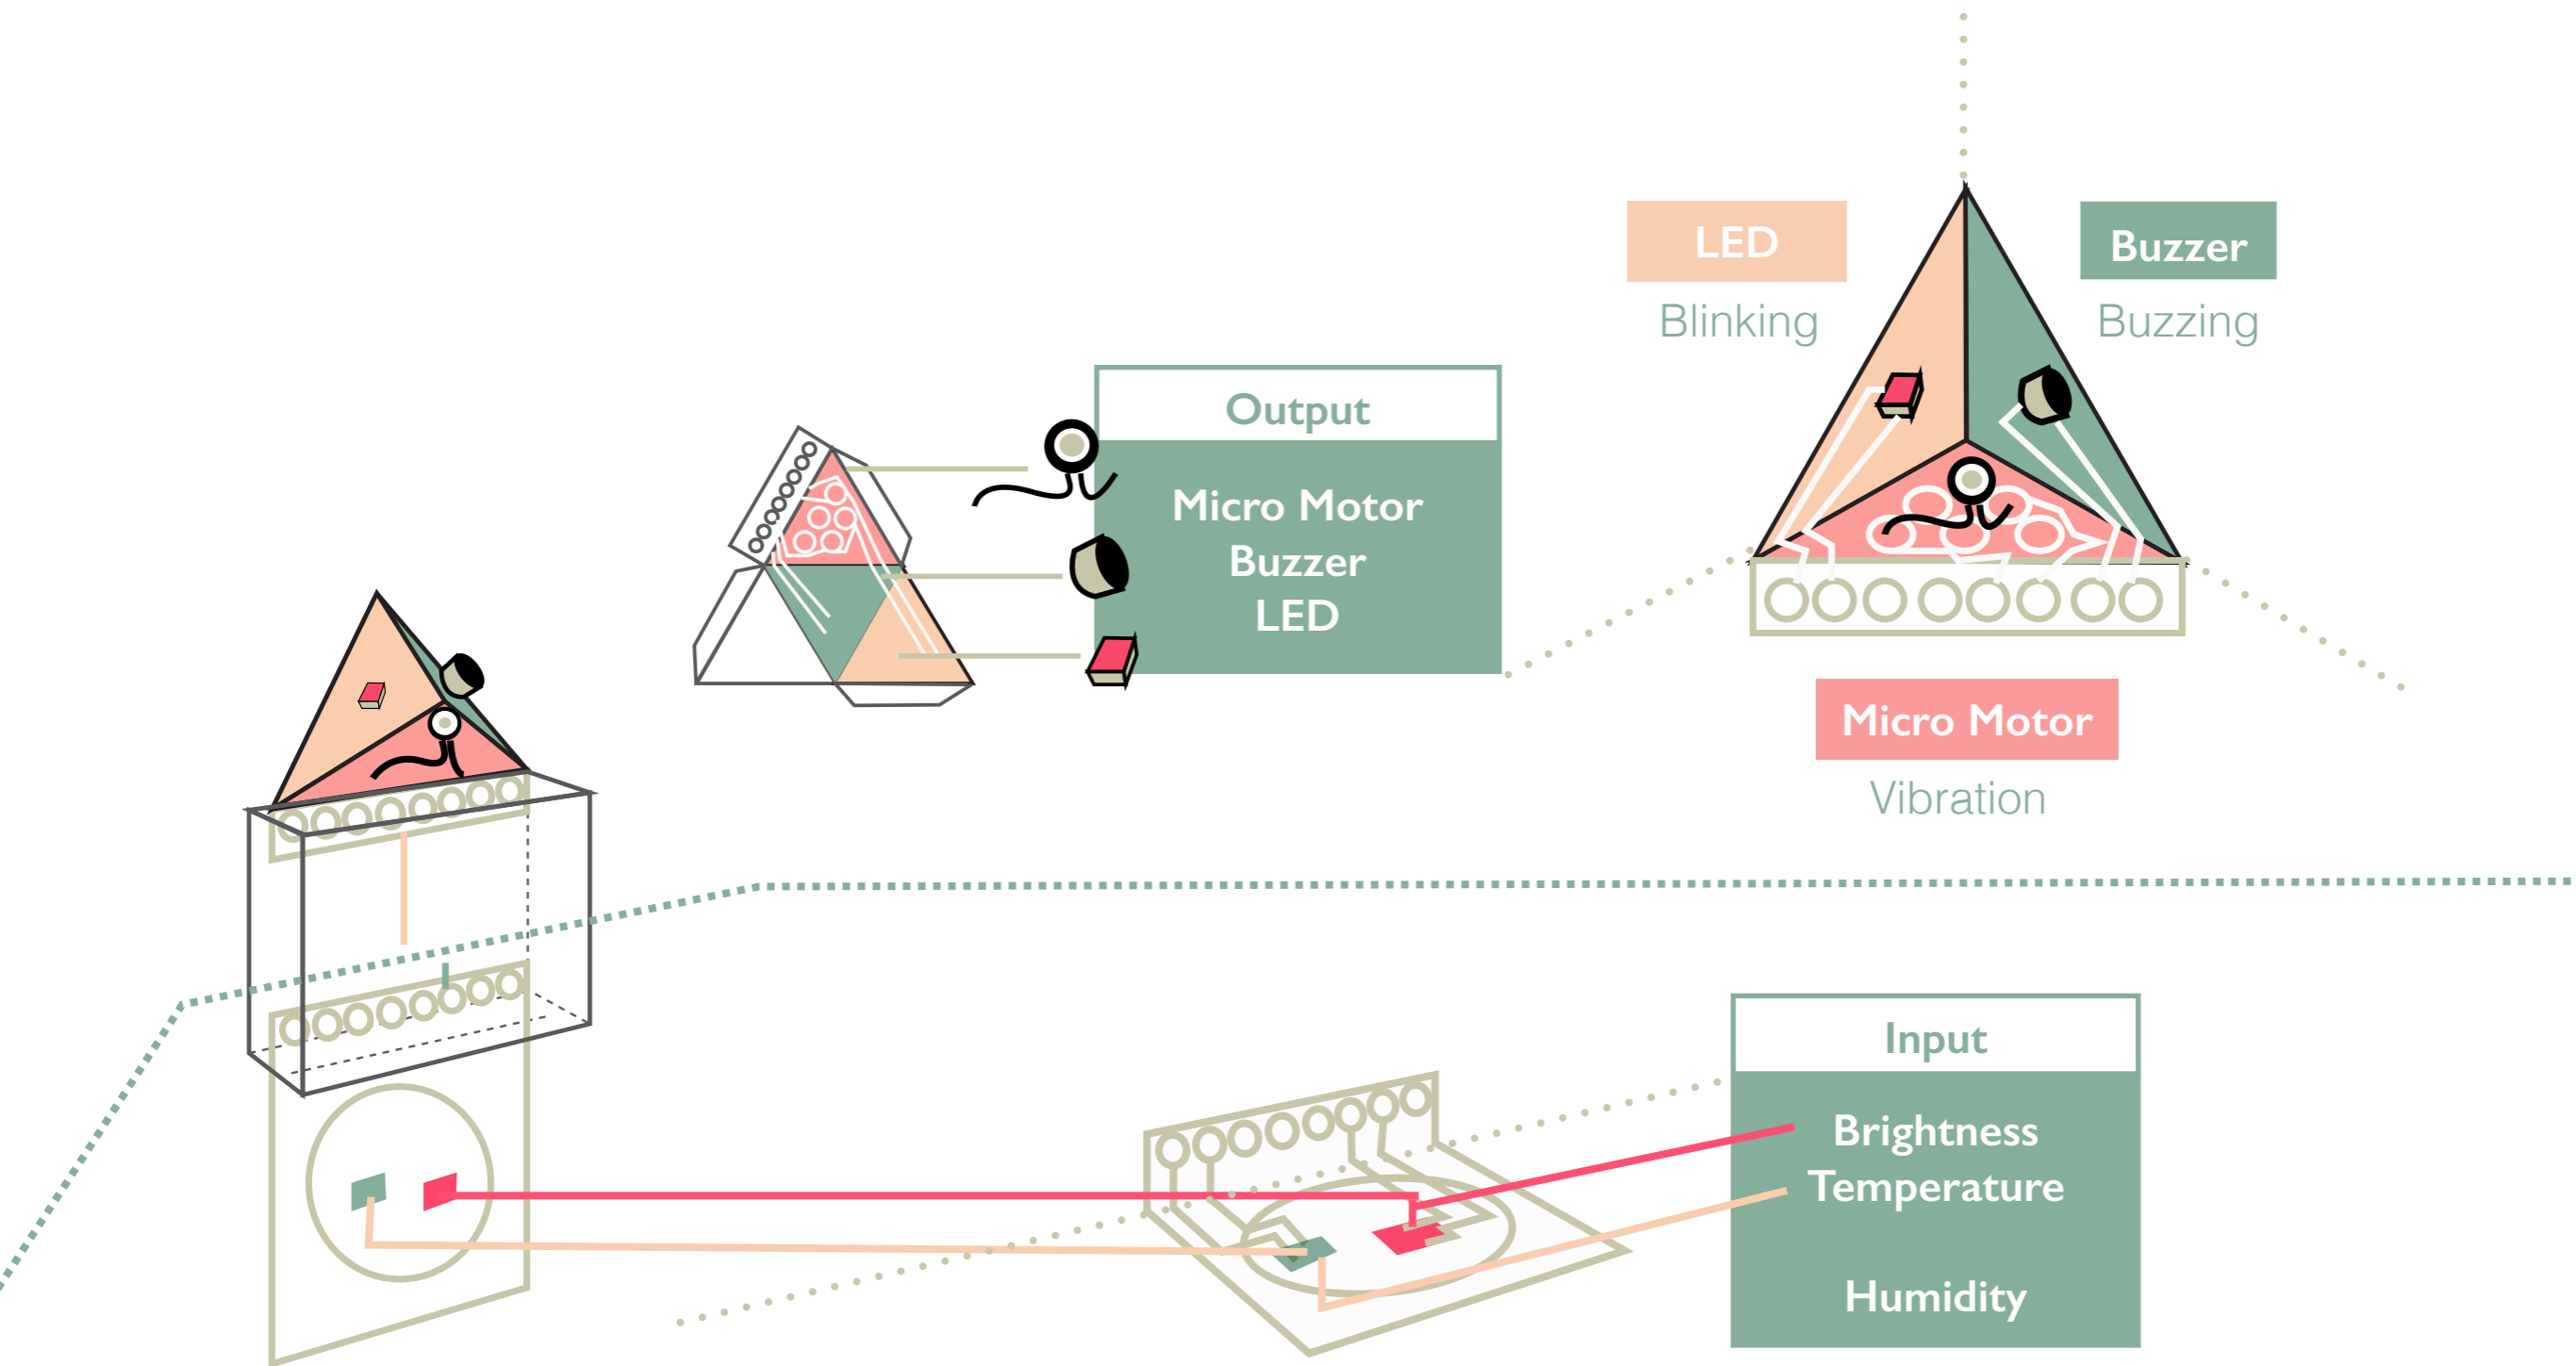 LED
Blinking
Buzzer
Buzzing
Output
Micro Motor
Buzzer
LED
Micro Motor
Vibration
Input
Brightness
Temperature
Humidity